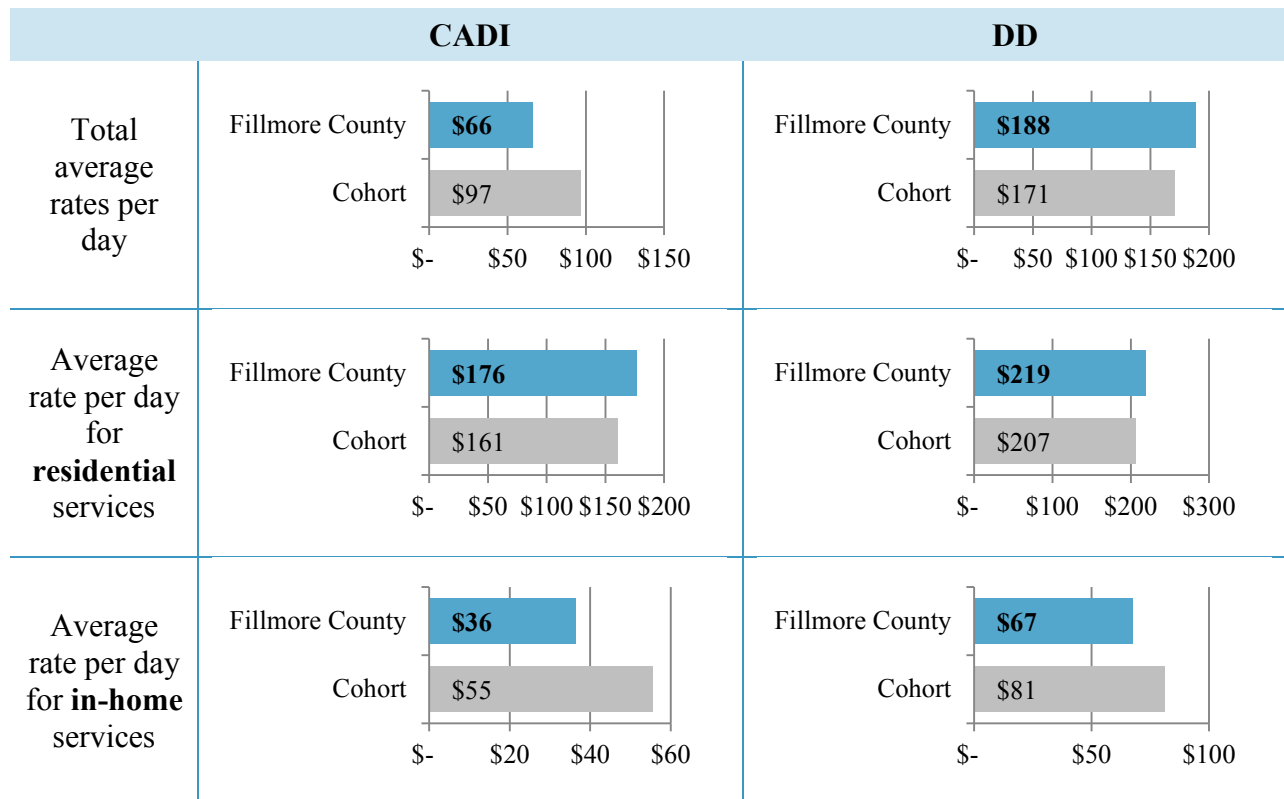 CADI DD
Total
average
rates per
day
Fillmore County $66
Cohort $97
$- $50 $100 $150
Fillmore County $188
Cohort $171
$- $50 $100 $150 $200
Average
rate per day
for
residential
services
Fillmore County $176
Cohort $161
$- $50 $100 $150 $200
Fillmore County $219
Cohort $207
$- $100 $200 $300
Average
rate per day
for in-home
services
Fillmore County $36
Cohort $55
$- $20 $40 $60
Fillmore County $67
Cohort $81
$- $50 $100